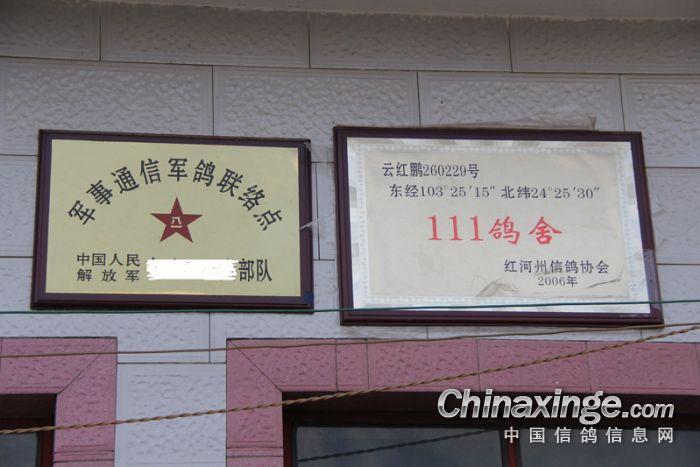 军事通信军鸽联络点
八一
中国人民
解放军
部队
云红鹏260229号
东经103°25′15″ 北纬24°25′30″
111鸽舍
红河州信鸽协会
2006年
Chinaxinge.com
中国信鸽信息网